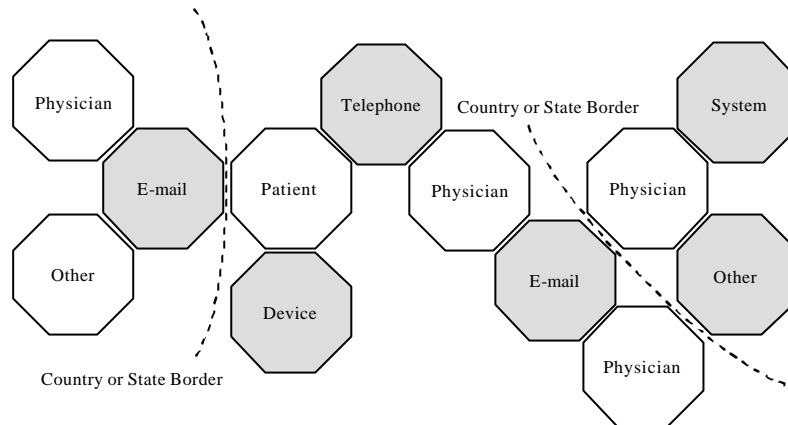 Physician
Telephone
Country or State Border
System
E-mail
Patient
Physician
Physician
Other
Device
E-mail
Other
Country or State Border
Physician